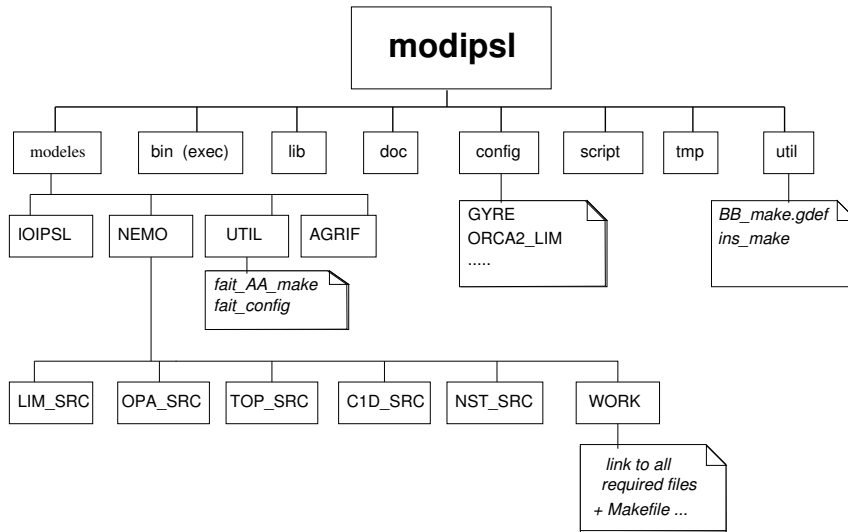 modipsl
modeles
bin (exec)
lib
doc
config
script
tmp
util
IOIPSL
NEMO
UTIL
AGRIF
GYRE
ORCA2_LIM
.....
BB_make.gdef
ins_make
fait_AA_make
fait_config
LIM_SRC
OPA_SRC
TOP_SRC
C1D_SRC
NST_SRC
WORK
link to all
required files
+ Makefile ...